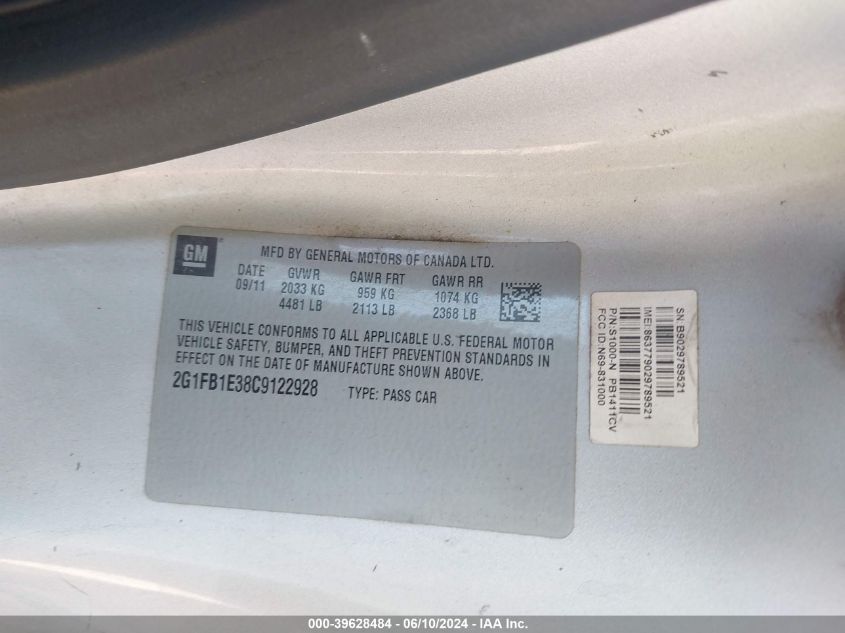 GM
MFD BY GENERAL MOTORS OF CANADA LTD.
DATE GVWR GAWR FRT GAWR RR
09/11 2033 KG 959 KG 1074 KG
4481 LB 2113 LB 2368 LB
THIS VEHICLE CONFORMS TO ALL APPLICABLE U.S. FEDERAL MOTOR
VEHICLE SAFETY, BUMPER, AND THEFT PREVENTION STANDARDS IN
EFFECT ON THE DATE OF MANUFACTURE SHOWN ABOVE.
2G1FB1E38C9122928 TYPE: PASS CAR
SN: B9029789521
IMEI:863779029789521
P/N:S1000-N PB1411CV
FCC ID:N69-831000
000-39628484 - 06/10/2024 - IAA Inc.